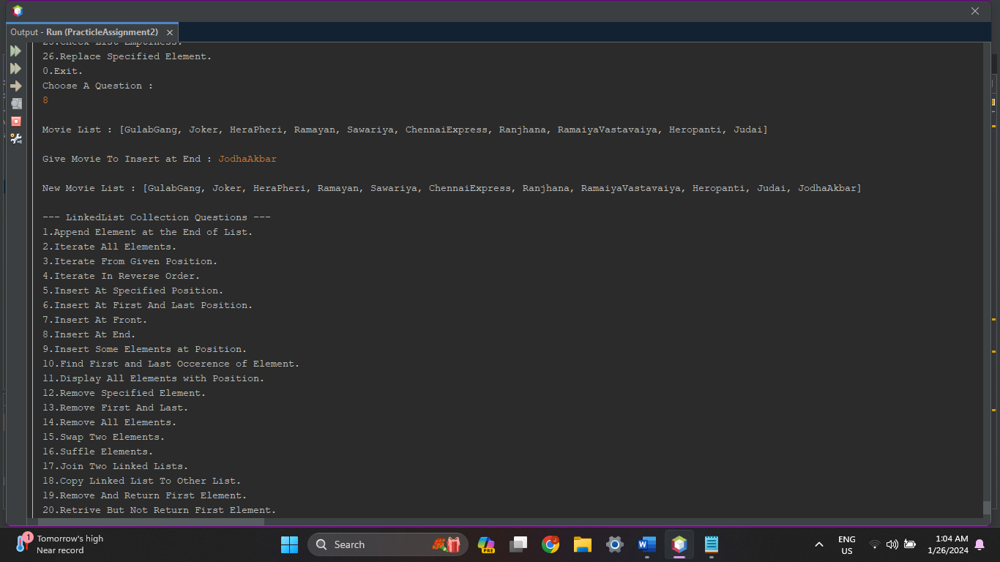 Output - Run (PracticleAssignment2)
25.Check List Emptiness.
26.Replace Specified Element.
0.Exit.
Choose A Question :
8
Movie List : [GulabGang, Joker, HeraPheri, Ramayan, Sawariya, ChennaiExpress, Ranjhana, RamaiyaVastavaiya, Heropanti, Judai]
Give Movie To Insert at End : JodhaAkbar
New Movie List : [GulabGang, Joker, HeraPheri, Ramayan, Sawariya, ChennaiExpress, Ranjhana, RamaiyaVastavaiya, Heropanti, Judai, JodhaAkbar]
--- LinkedList Collection Questions ---
1.Append Element at the End of List.
2.Iterate All Elements.
3.Iterate From Given Position.
4.Iterate In Reverse Order.
5.Insert At Specified Position.
6.Insert At First And Last Position.
7.Insert At Front.
8.Insert At End.
9.Insert Some Elements at Position.
10.Find First and Last Occerence of Element.
11.Display All Elements with Position.
12.Remove Specified Element.
13.Remove First And Last.
14.Remove All Elements.
15.Swap Two Elements.
16.Suffle Elements.
17.Join Two Linked Lists.
18.Copy Linked List To Other List.
19.Remove And Return First Element.
20.Retrive But Not Return First Element.
1
Tomorrow's high
Near record
Search
PRE
ENG
US
1:04 AM
1/26/2024